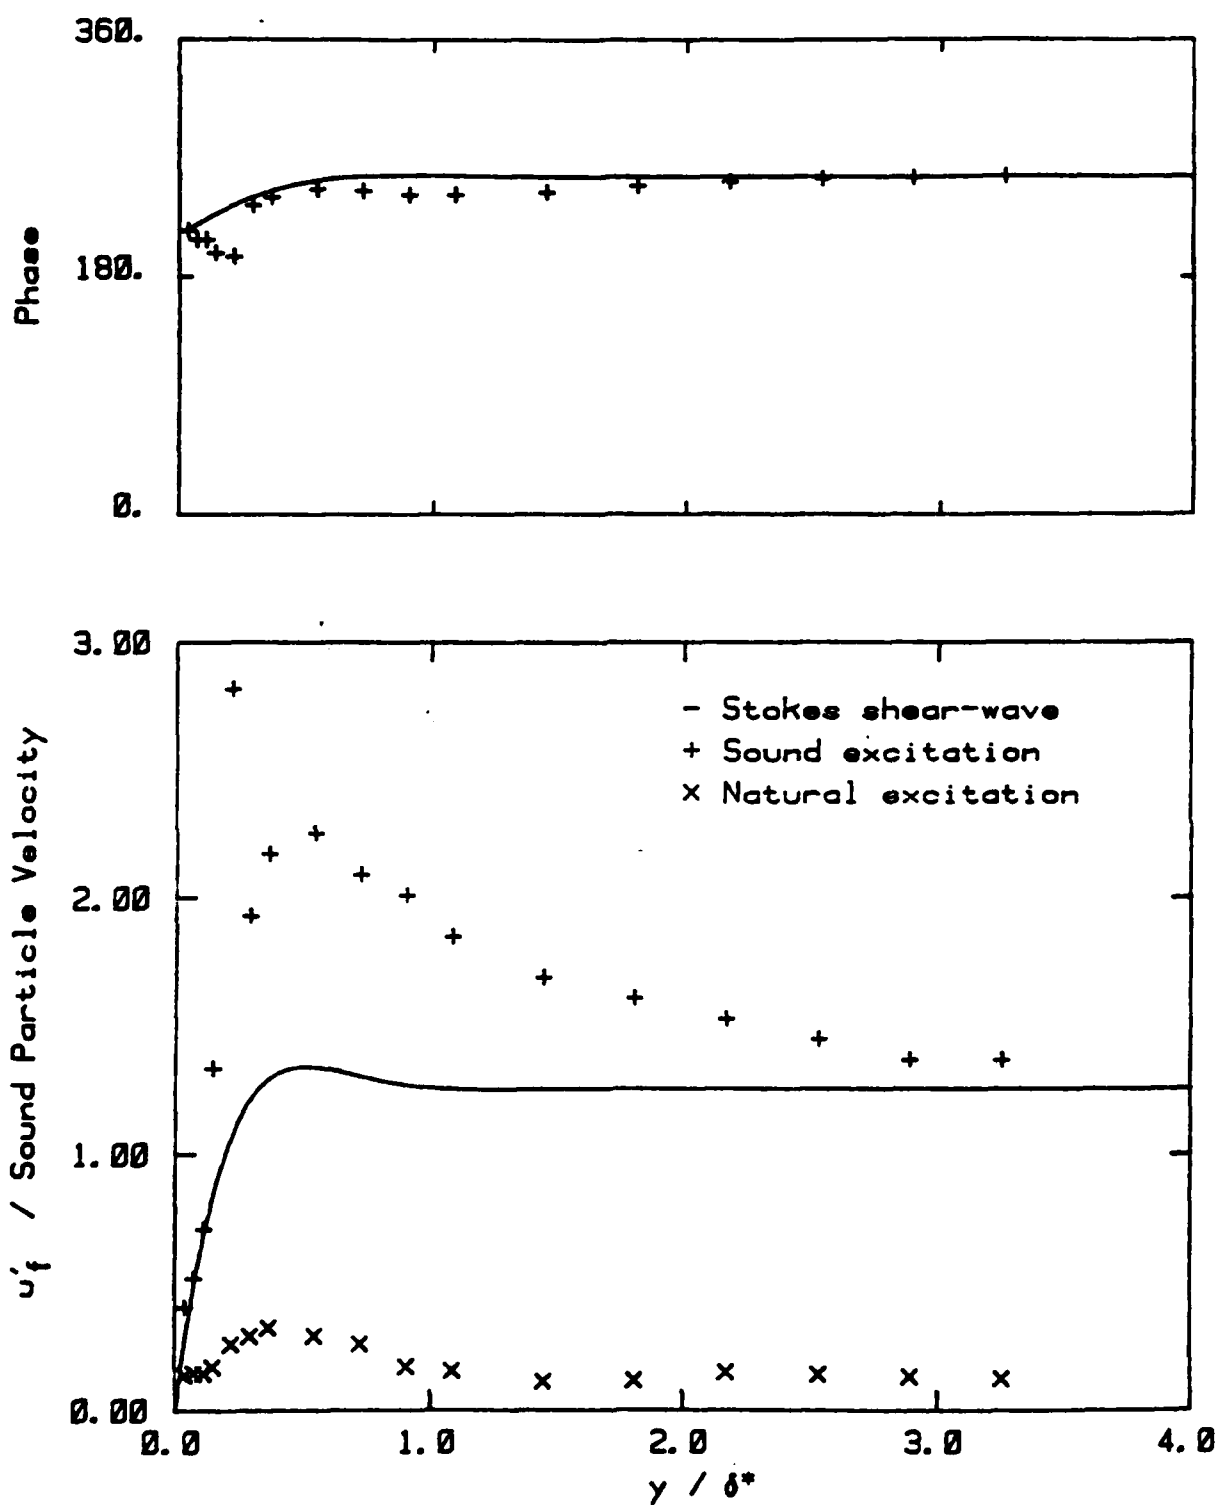 360.
180.
0.
Phase
3.00
2.00
1.00
0.00
u'f / Sound Particle Velocity
- Stokes shear-wave
+ Sound excitation
× Natural excitation
0.0 1.0 2.0 3.0 4.0
y / δ*